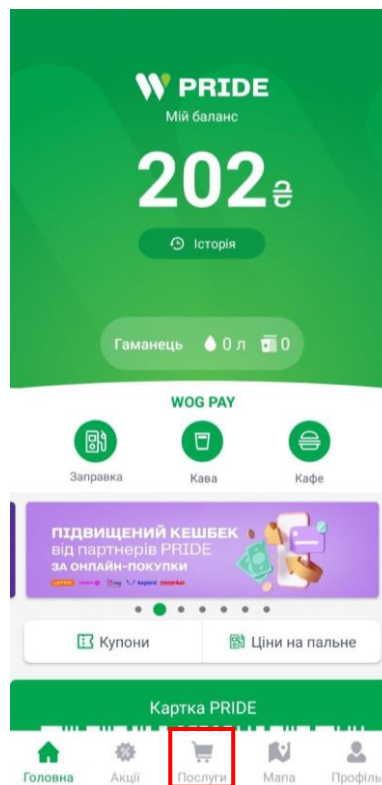 PRIDE
Мій баланс
202₴
Історія
Гаманець 0 л 0
WOG PAY
Заправка Кава Кафе
ПІДВИЩЕНИЙ КЕШБЕК
від партнерів PRIDE
ЗА ОНЛАЙН-ПОКУПКИ
Купони Ціни на пальне
Картка PRIDE
Головна Акції Послуги Мапа Профіль